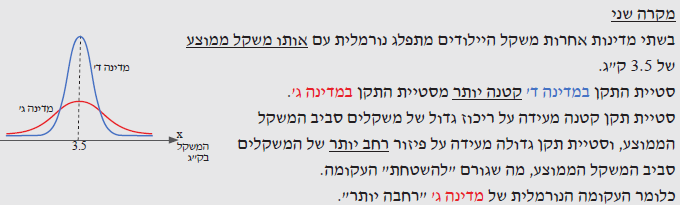 מקרה שני
בשתי מדינות אחרות משקל היילודים מתפלג נורמלית עם אותו משקל ממוצע
של 3.5 ק״ג.
סטיית התקן במדינה ד׳ קטנה יותר מסטיית התקן במדינה ג׳.
סטיית תקן קטנה מעידה על ריכוז גדול של משקלים סביב המשקל
הממוצע, וסטיית תקן גדולה מעידה על פיזור רחב יותר של המשקלים
סביב המשקל הממוצע, מה שגורם ״להשטחת״ העקומה.
כלומר העקומה הנורמלית של מדינה ג׳ ״רחבה יותר״.
מדינה ד׳
מדינה ג׳
3.5
x
המשקל
בק״ג